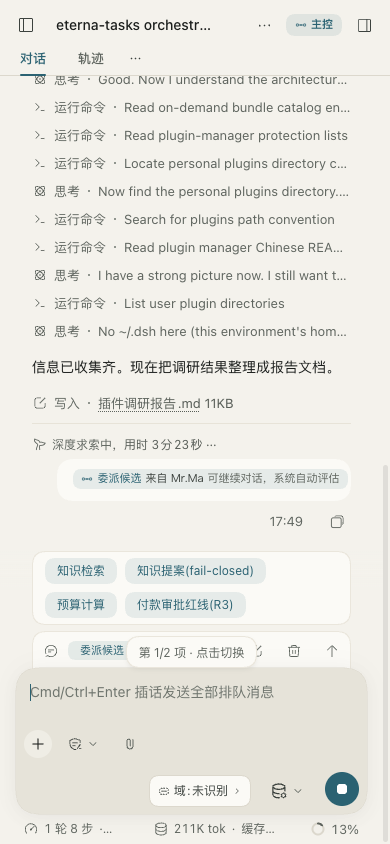 eterna-tasks orchestr... ··· 主控
对话 轨迹 ···
思考 · Good. Now I understand the architectur...
运行命令 · Read on-demand bundle catalog en...
运行命令 · Read plugin-manager protection lists
运行命令 · Locate personal plugins directory c...
思考 · Now find the personal plugins directory....
运行命令 · Search for plugins path convention
运行命令 · Read plugin manager Chinese REA...
思考 · I have a strong picture now. I still want t...
运行命令 · List user plugin directories
思考 · No ~/.dsh here (this environment's hom...
信息已收集齐。现在把调研结果整理成报告文档。
写入 · 插件调研报告.md 11KB
深度求索中，用时 3分23秒 ···
委派候选 来自 Mr.Ma 可继续对话，系统自动评估
17:49
知识检索 知识提案(fail-closed)
预算计算 付款审批红线(R3)
委派候选 第 1/2 项 · 点击切换
Cmd/Ctrl+Enter 插话发送全部排队消息
域:未识别 ›
1 轮 8 步 ·... 211K tok · 缓存... 13%